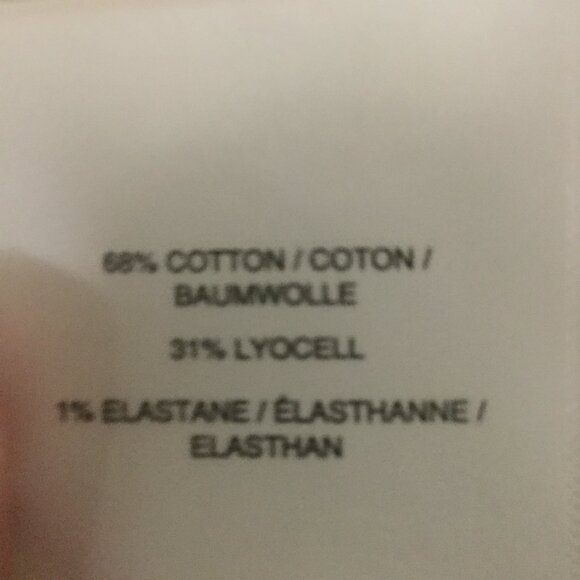 68% COTTON / COTON /
BAUMWOLLE
31% LYOCELL
1% ELASTANE / ÉLASTHANNE /
ELASTHAN